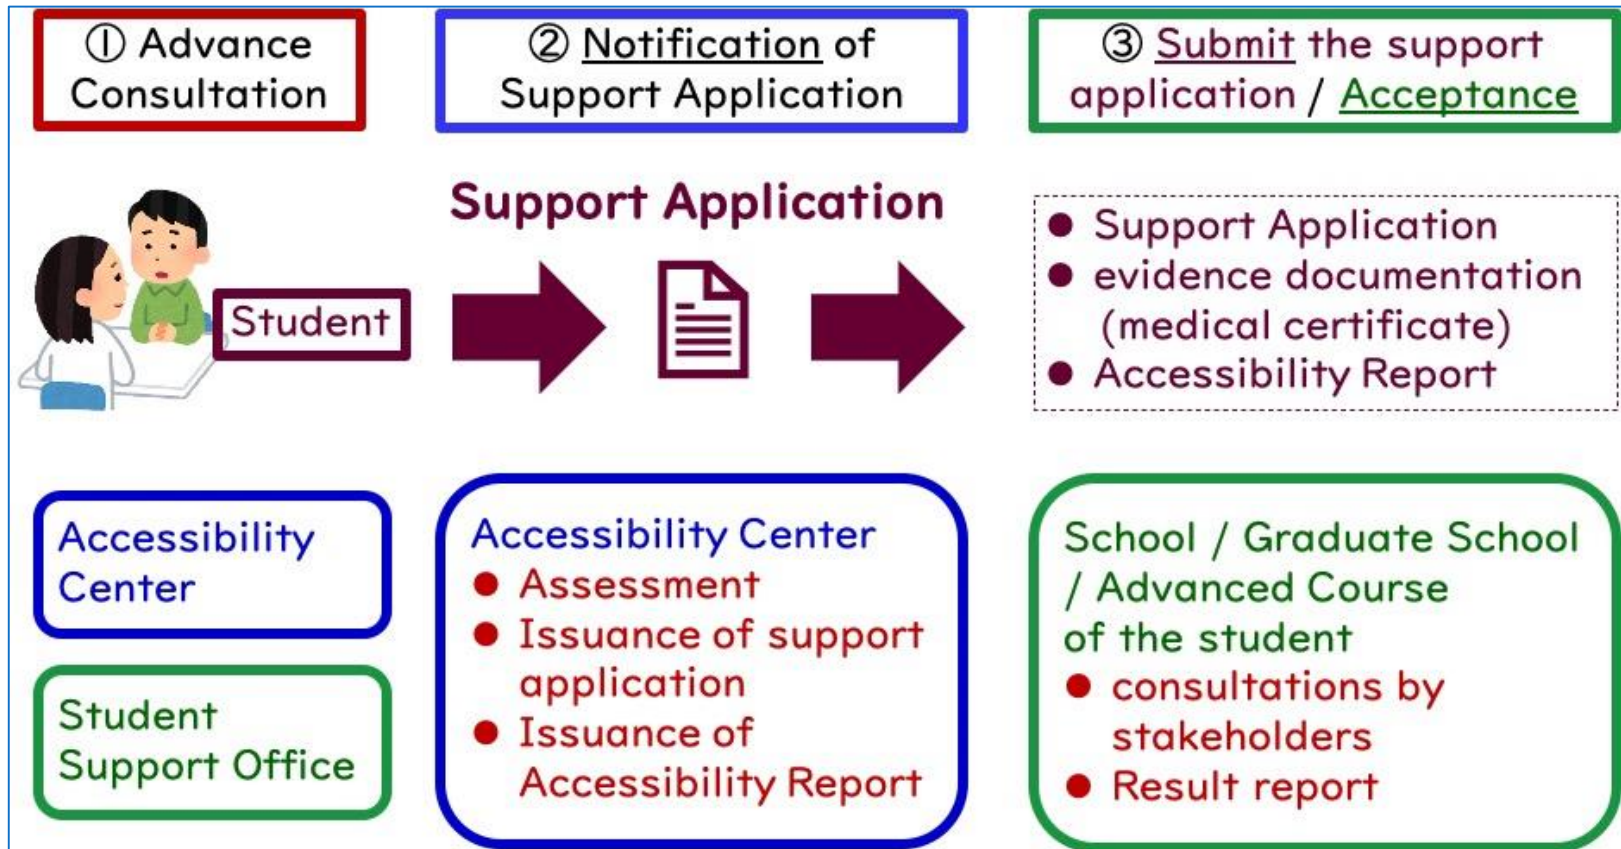 ① Advance
Consultation
② Notification of
Support Application
③ Submit the support
application / Acceptance
Support Application
Student
● Support Application
● evidence documentation
(medical certificate)
● Accessibility Report
Accessibility
Center
Student
Support Office
Accessibility Center
● Assessment
● Issuance of support
application
● Issuance of
Accessibility Report
School / Graduate School
/ Advanced Course
of the student
● consultations by
stakeholders
● Result report